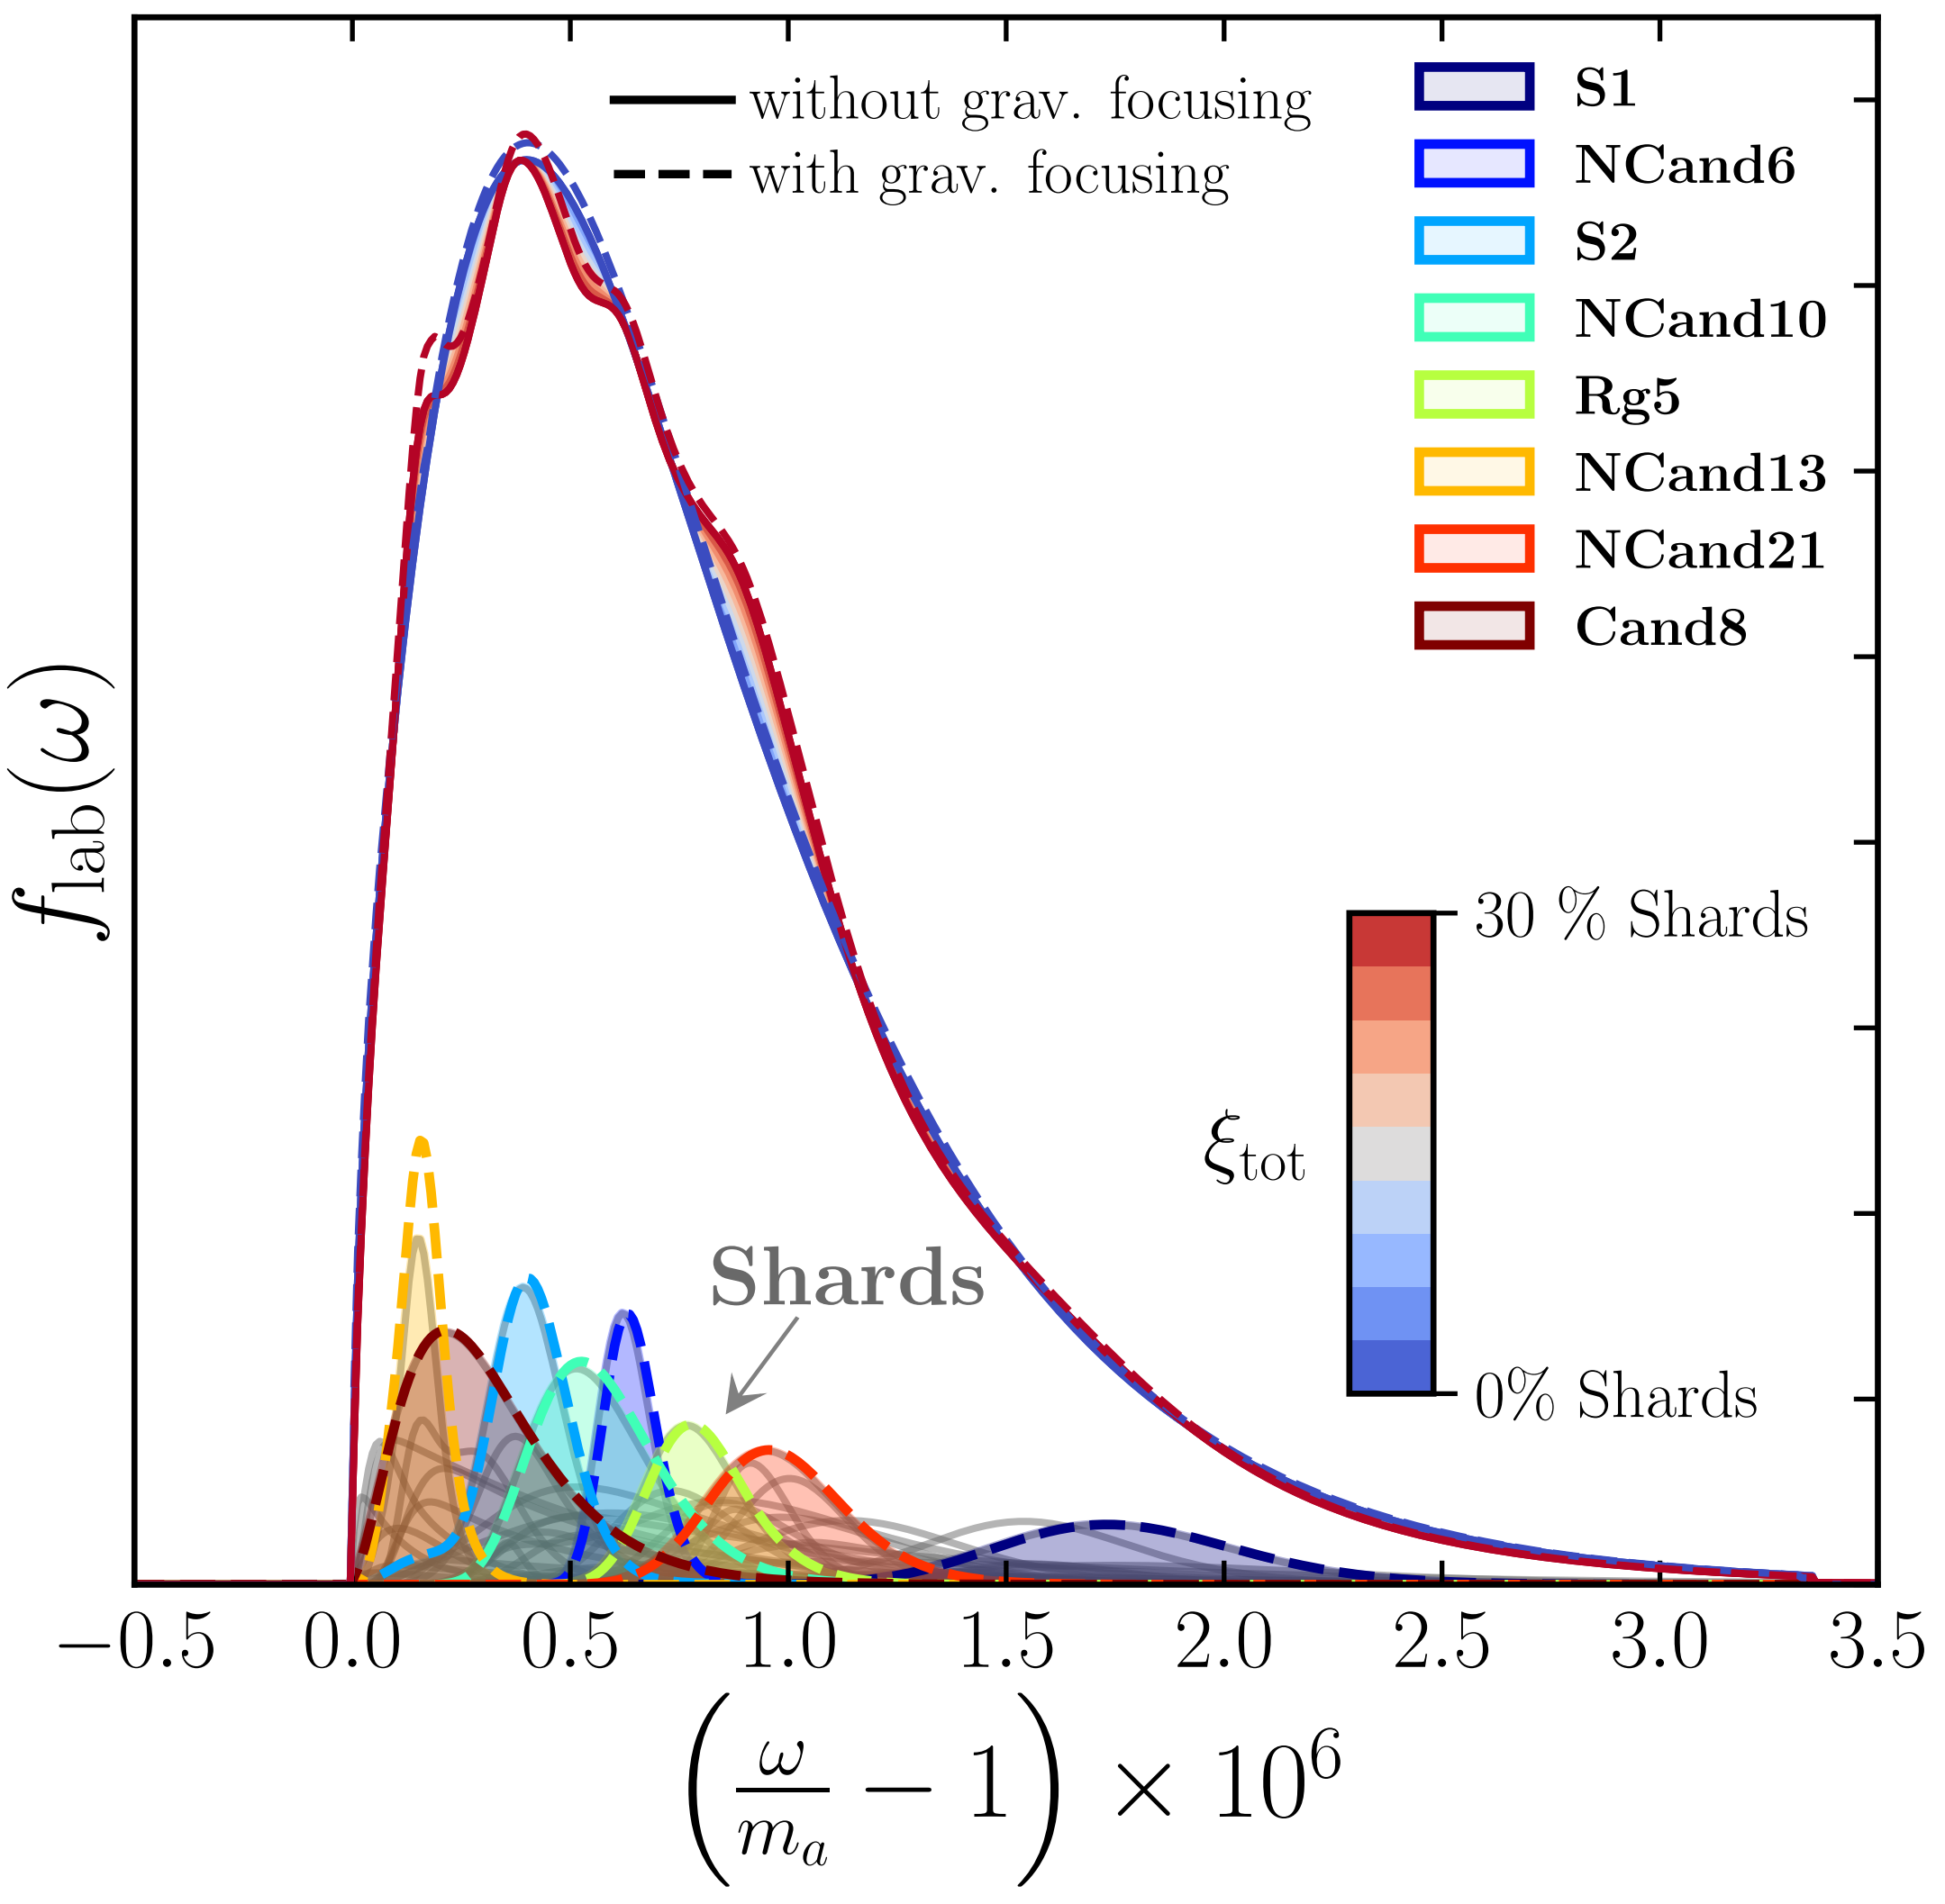 without grav. focusing
with grav. focusing
S1
NCand6
S2
NCand10
Rg5
NCand13
NCand21
Cand8
f_lab(ω)
30 % Shards
ξ_tot
0% Shards
Shards
−0.5 0.0 0.5 1.0 1.5 2.0 2.5 3.0 3.5
(ω/m_a − 1) × 10^6